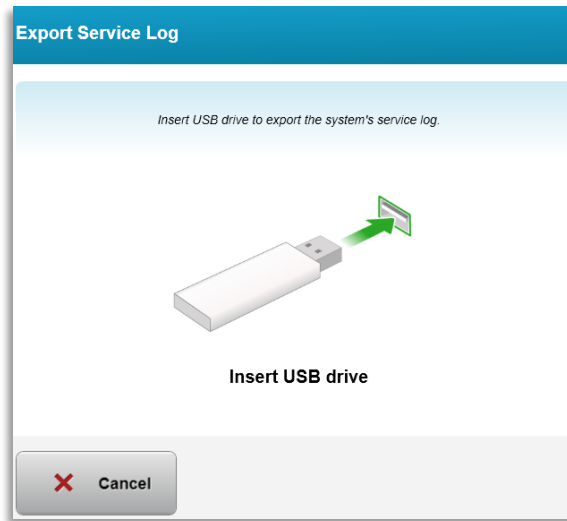 Export Service Log
Insert USB drive to export the system's service log.
Insert USB drive
Cancel